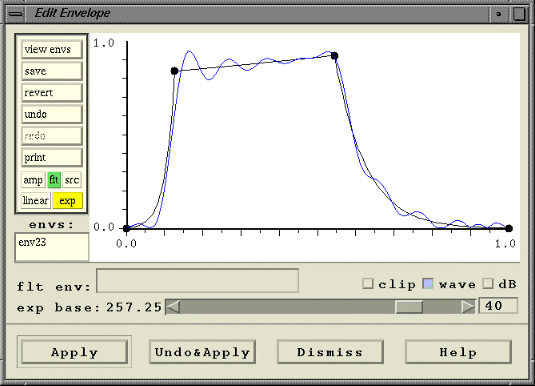 Edit Envelope
view envs
save
revert
undo
redo
print
amp flt src
linear exp
envs:
env23
1.0
0.0
0.0 1.0
flt env:
clip wave dB
exp base: 257.25 40
Apply Undo&Apply Dismiss Help